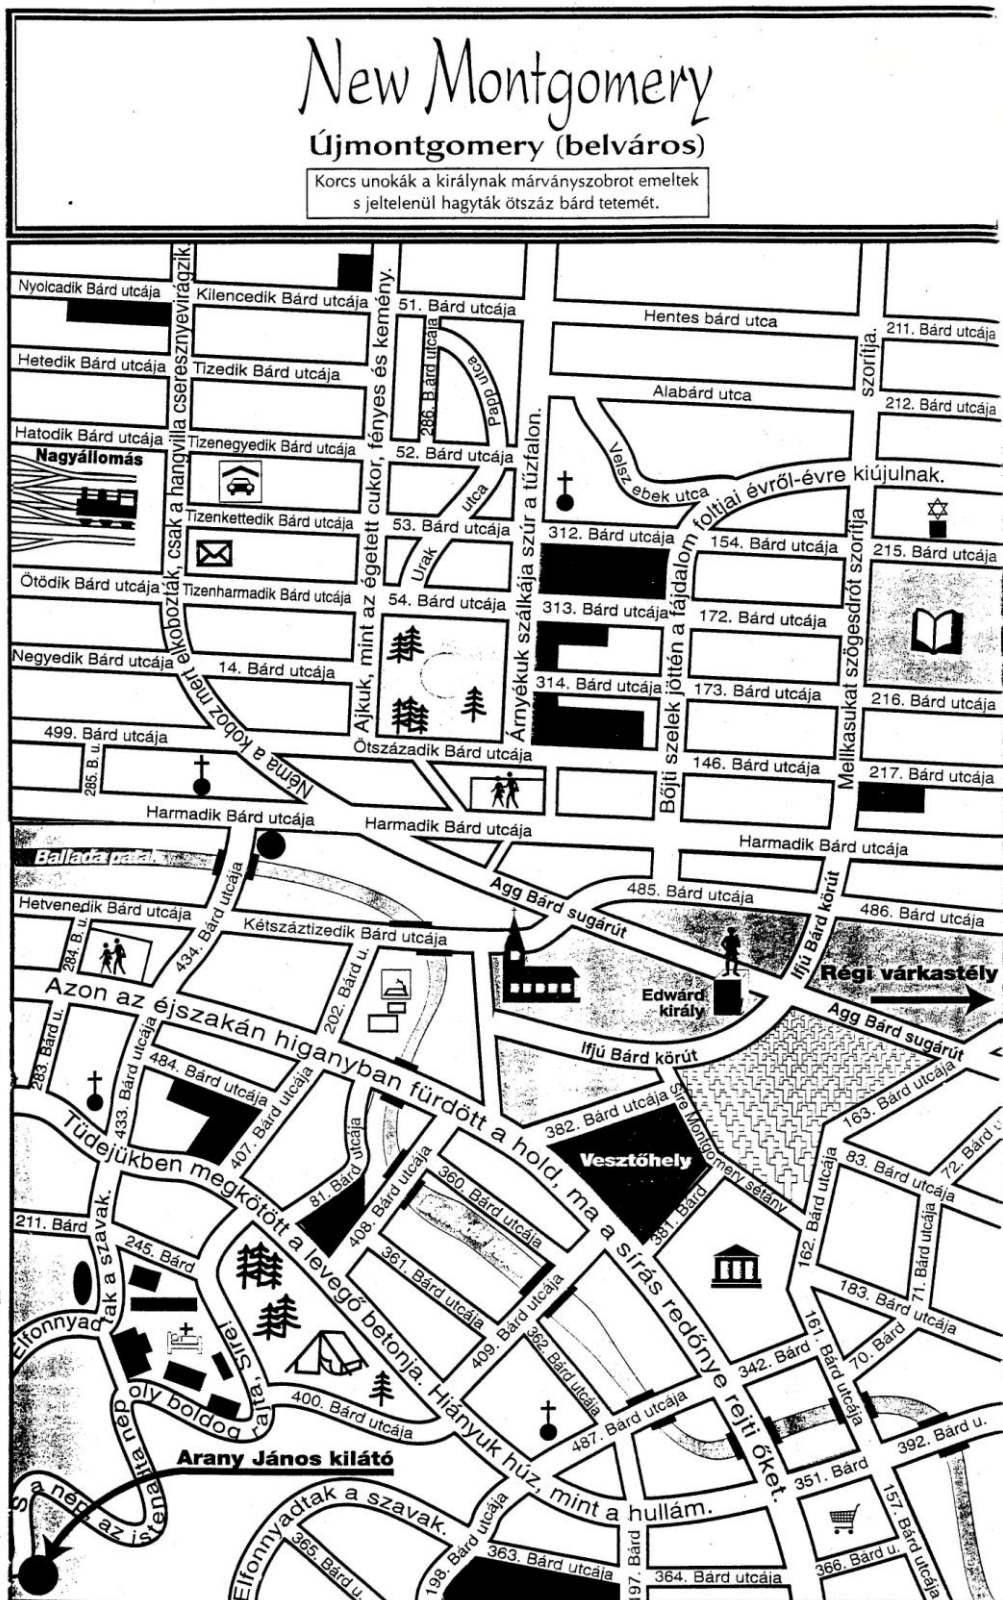 New Montgomery
Újmontgomery (belváros)
Korcs unokák a királynak márványszobrot emeltek
s jeltelenül hagyták ötszáz bárd tetemét.
Nyolcadik Bárd utcája
Kilencedik Bárd utcája
51. Bárd utcája
Hentes bárd utca
211. Bárd utcája
Hetedik Bárd utcája
Tizedik Bárd utcája
286. Bárd utcája
Papp utca
Alabárd utca
212. Bárd utcája
Hatodik Bárd utcája
Tizenegyedik Bárd utcája
52. Bárd utcája
Velsz ebek utca
Nagyállomás
Tizenkettedik Bárd utcája
53. Bárd utcája
Urak utca
312. Bárd utcája
154. Bárd utcája
215. Bárd utcája
Ötödik Bárd utcája
Tizenharmadik Bárd utcája
54. Bárd utcája
313. Bárd utcája
172. Bárd utcája
Negyedik Bárd utcája
14. Bárd utcája
314. Bárd utcája
173. Bárd utcája
216. Bárd utcája
499. Bárd utcája
Ötszázadik Bárd utcája
146. Bárd utcája
217. Bárd utcája
285. B. u.
Néma a koboz mert elkobozták, csak a hangvilla cseresznyevirágzik.
Ajkuk, mint az égetett cukor, fényes és kemény.
Árnyékuk szálkája szúr a tűzfalon.
Bőjti szelek jöttén a fájdalom foltjai évről-évre kiújulnak.
Mellkasukat szögesdrót szorítja szorítja.
Harmadik Bárd utcája
Harmadik Bárd utcája
Harmadik Bárd utcája
Ballada patak
Agg Bárd sugárút
485. Bárd utcája
Ifjú Bárd körút
486. Bárd utcája
Hetvenedik Bárd utcája
434. Bárd utcája
Kétszáztizedik Bárd utcája
284. B. u.
202. Bárd u.
Edward
király
Régi várkastély
Agg Bárd sugárút
Ifjú Bárd körút
Azon az éjszakán higanyban fürdött a hold, ma a sírás redőnye rejti őket.
283. Bárd u.
433. Bárd utcája
484. Bárd utcája
407. Bárd utcája
81. Bárd utcája
408. Bárd utcája
360. Bárd utcája
382. Bárd utcája
Sire Montgomery sétány
163. Bárd utcája
83. Bárd utcája
72. Bárd u.
Vesztőhely
381. Bárd
162. Bárd utcája
71. Bárd utcája
Tüdejükben megkötött a levegő betonja. Hiányuk húz, mint a hullám.
211. Bárd
245. Bárd
361. Bárd utcája
409. Bárd utcája
362. Bárd utcája
183. Bárd utcája
161. Bárd
342. Bárd
70. Bárd
Elfonnyadtak a szavak.
S a nép az istenadta nép oly boldog rajta, Sire!
400. Bárd utcája
487. Bárd utcája
392. Bárd u.
351. Bárd
157. Bárd utcája
Arany János kilátó
Elfonnyadtak a szavak.
365. Bárd u.
198. Bárd utcája
363. Bárd utcája
197. Bárd
364. Bárd utcája
366. Bárd u.